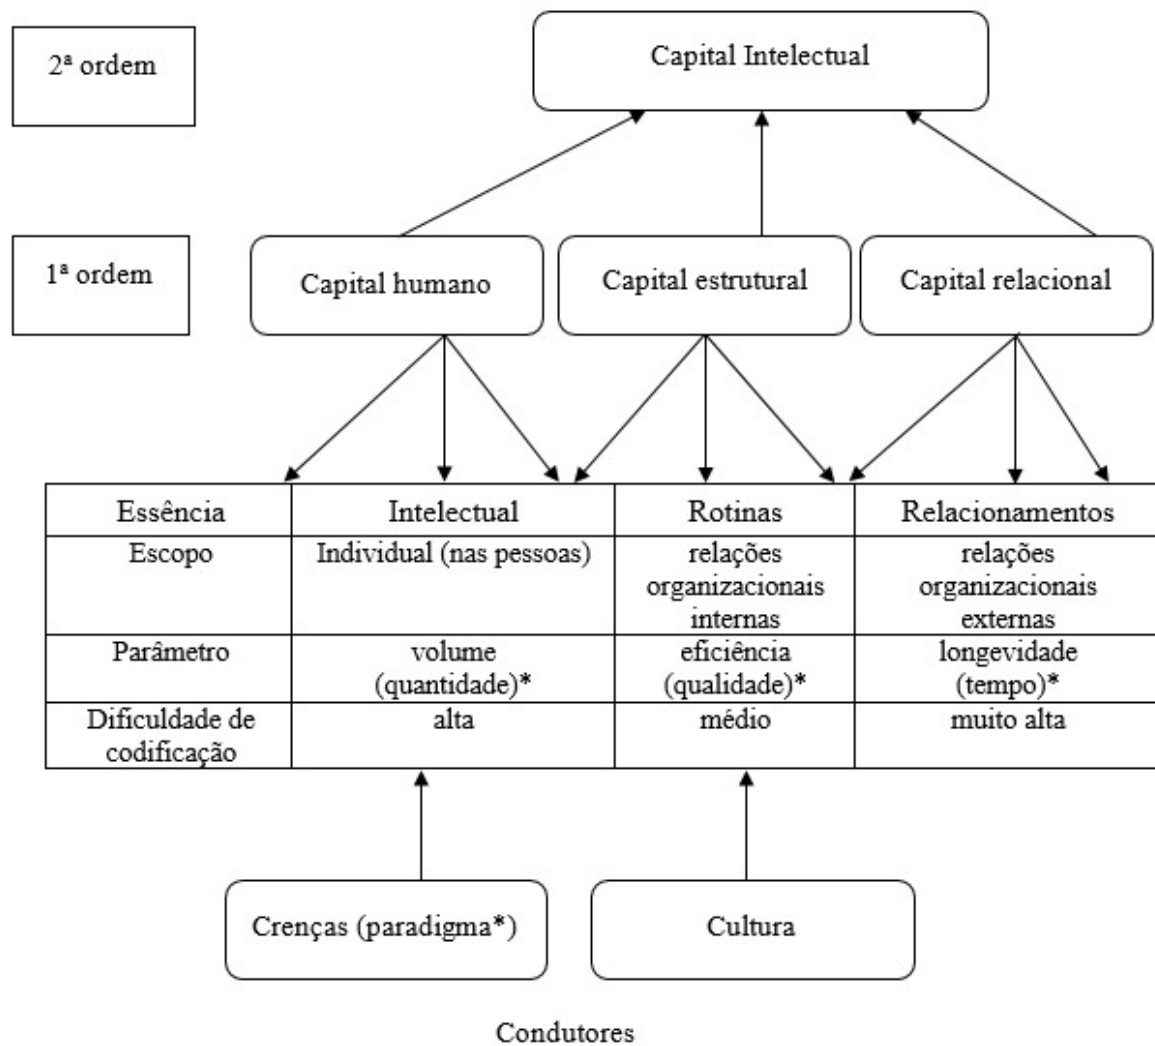 2ª ordem
Capital Intelectual
1ª ordem
Capital humano
Capital estrutural
Capital relacional
Essência
Intelectual
Rotinas
Relacionamentos
Escopo
Individual (nas pessoas)
relações
organizacionais
internas
relações
organizacionais
externas
Parâmetro
volume
(quantidade)*
eficiência
(qualidade)*
longevidade
(tempo)*
Dificuldade de
codificação
alta
médio
muito alta
Crenças (paradigma*)
Cultura
Condutores